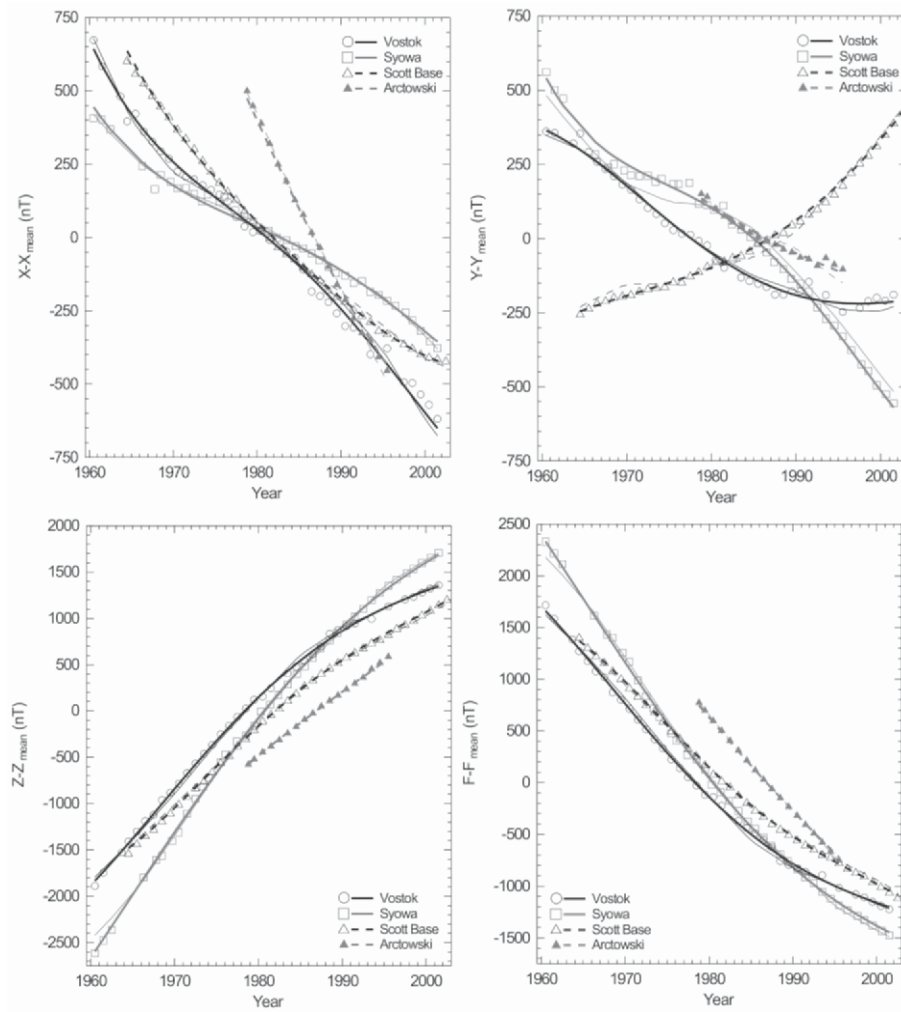 750
500
250
0
-250
-500
-750
X-Xmean (nT)
1960 1970 1980 1990 2000
Year
Vostok
Syowa
Scott Base
Arctowski
750
500
250
0
-250
-500
-750
Y-Ymean (nT)
1960 1970 1980 1990 2000
Year
Vostok
Syowa
Scott Base
Arctowski
2000
1500
1000
500
0
-500
-1000
-1500
-2000
-2500
Z-Zmean (nT)
1960 1970 1980 1990 2000
Year
Vostok
Syowa
Scott Base
Arctowski
2500
2000
1500
1000
500
0
-500
-1000
-1500
F-Fmean (nT)
1960 1970 1980 1990 2000
Year
Vostok
Syowa
Scott Base
Arctowski